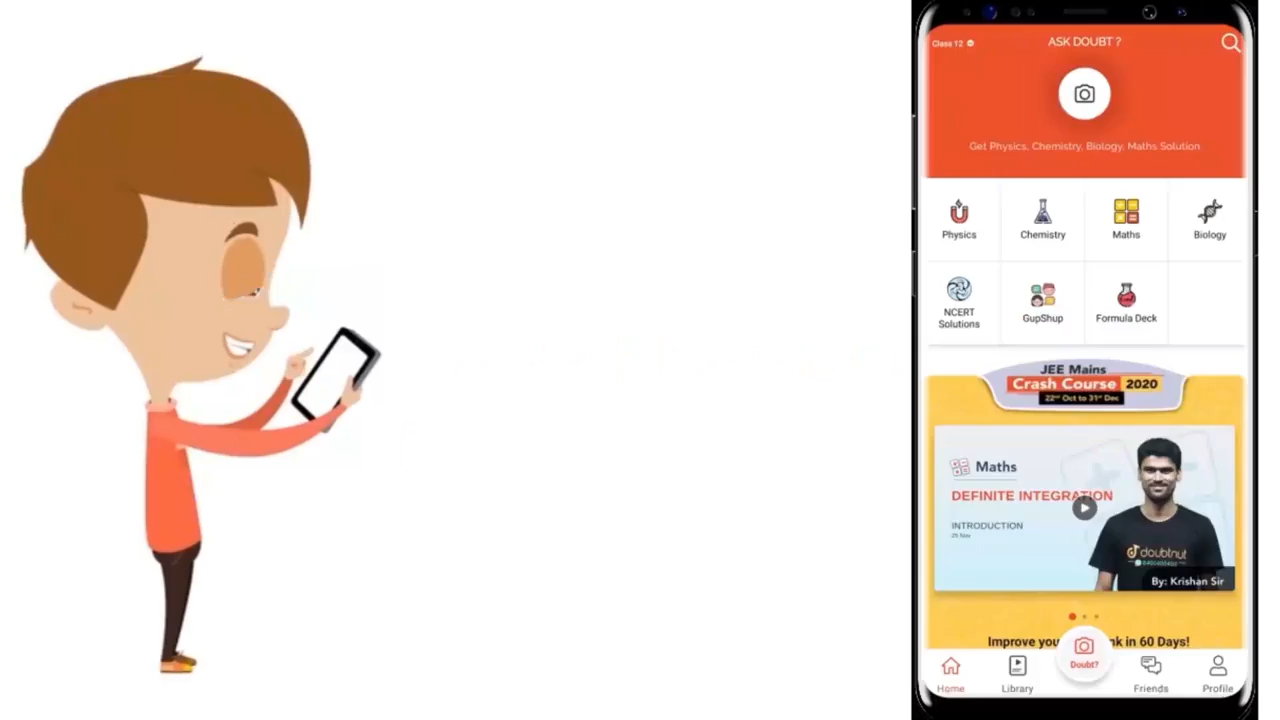 Class 12
ASK DOUBT ?
Get Physics, Chemistry, Biology, Maths Solution
Physics
Chemistry
Maths
Biology
NCERT
Solutions
GupShup
Formula Deck
JEE Mains
Crash Course 2020
22nd Oct to 31st Dec
Maths
DEFINITE INTEGRATION
INTRODUCTION
doubtnut
By: Krishan Sir
Improve you nk in 60 Days!
Doubt?
Home
Library
Friends
Profile